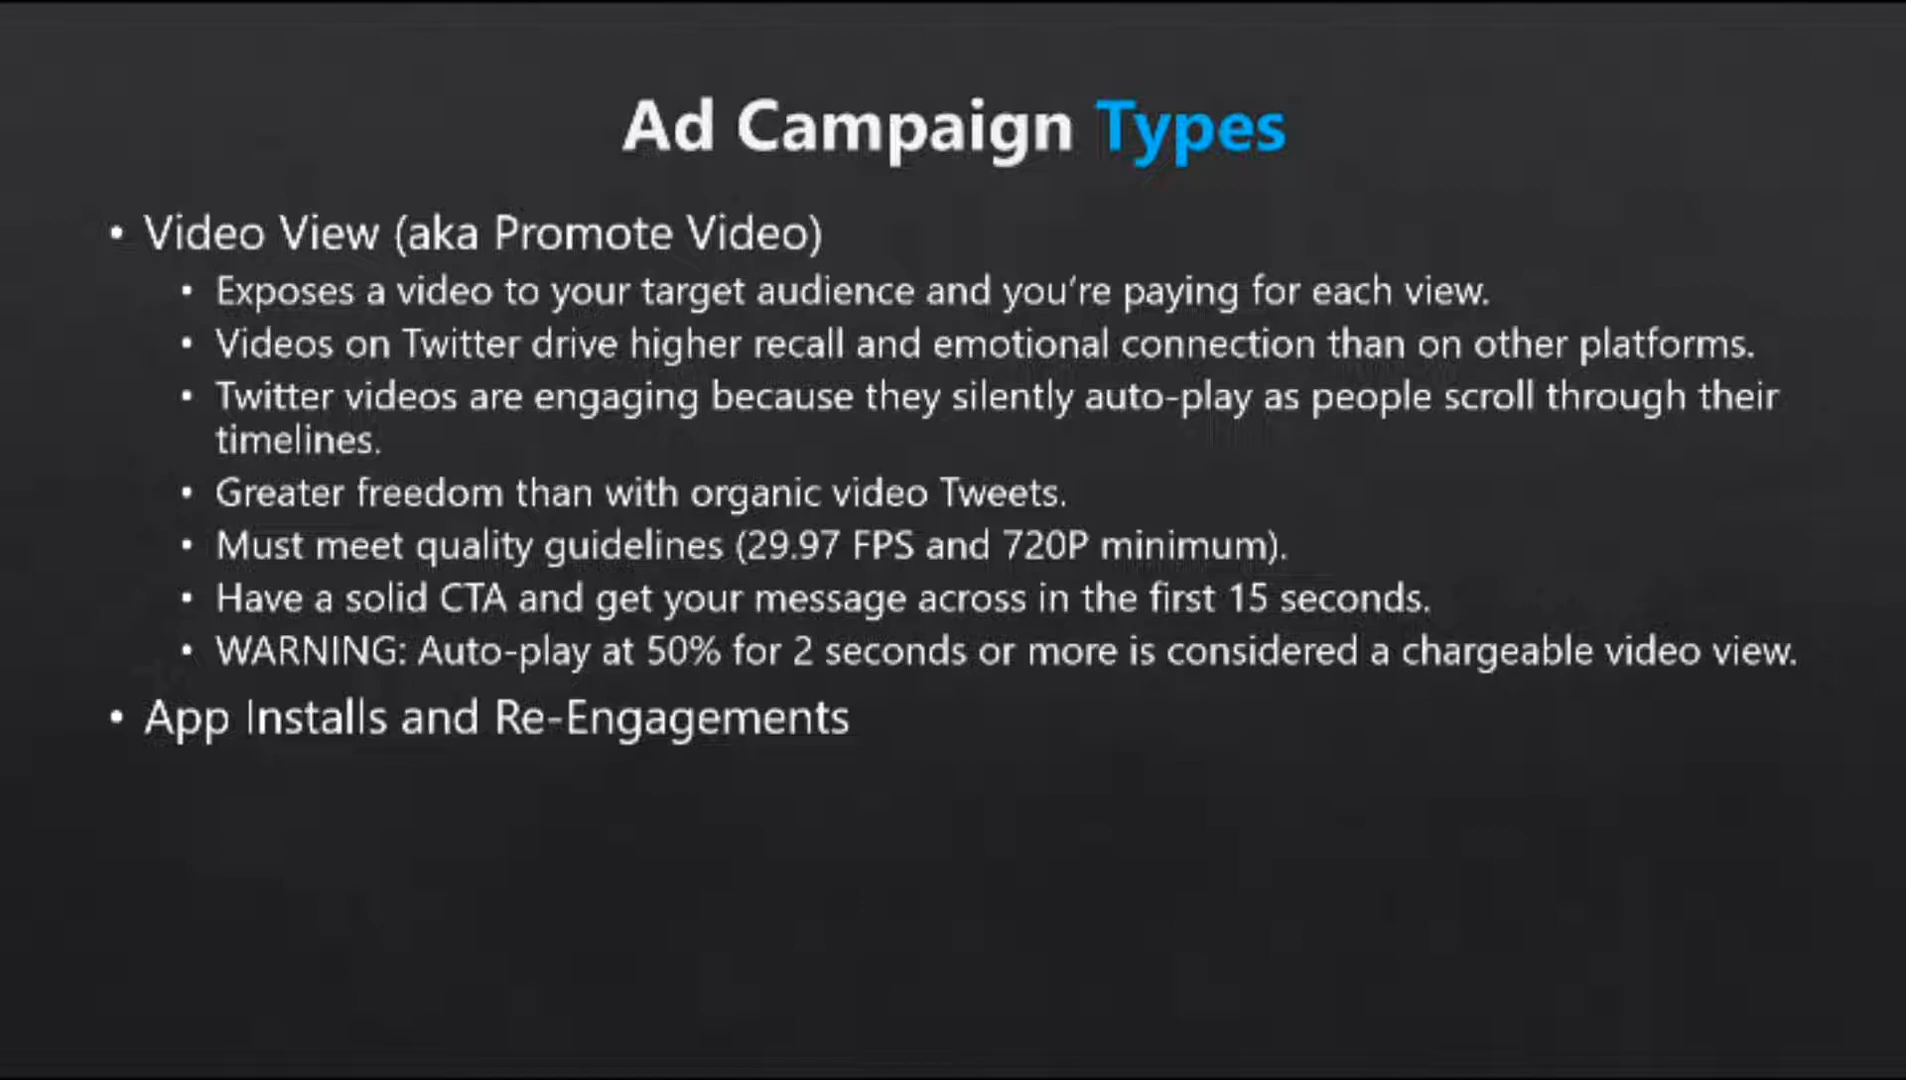 Ad Campaign Types
• Video View (aka Promote Video)
• Exposes a video to your target audience and you're paying for each view.
• Videos on Twitter drive higher recall and emotional connection than on other platforms.
• Twitter videos are engaging because they silently auto-play as people scroll through their
timelines.
• Greater freedom than with organic video Tweets.
• Must meet quality guidelines (29.97 FPS and 720P minimum).
• Have a solid CTA and get your message across in the first 15 seconds.
• WARNING: Auto-play at 50% for 2 seconds or more is considered a chargeable video view.
• App Installs and Re-Engagements